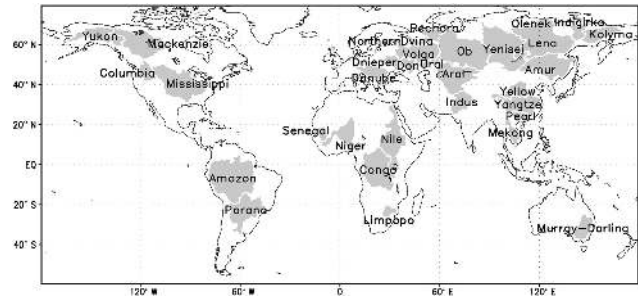 Pechora
Olenek Indigirka
Yukon
Mackenzie
Northern Dvina
Ob
Yenisej
Lena
Kolyma
Volga
Dnieper
Don
Ural
Columbia
Danube
Aral
Amur
Mississippi
Yellow
Indus
Yangtze
Pearl
Senegal
Niger
Nile
Mekong
Amazon
Congo
Parana
Limpopo
Murray-Darling
60°N
40°N
20°N
EQ
20°S
40°S
120°W
60°W
0
60°E
120°E